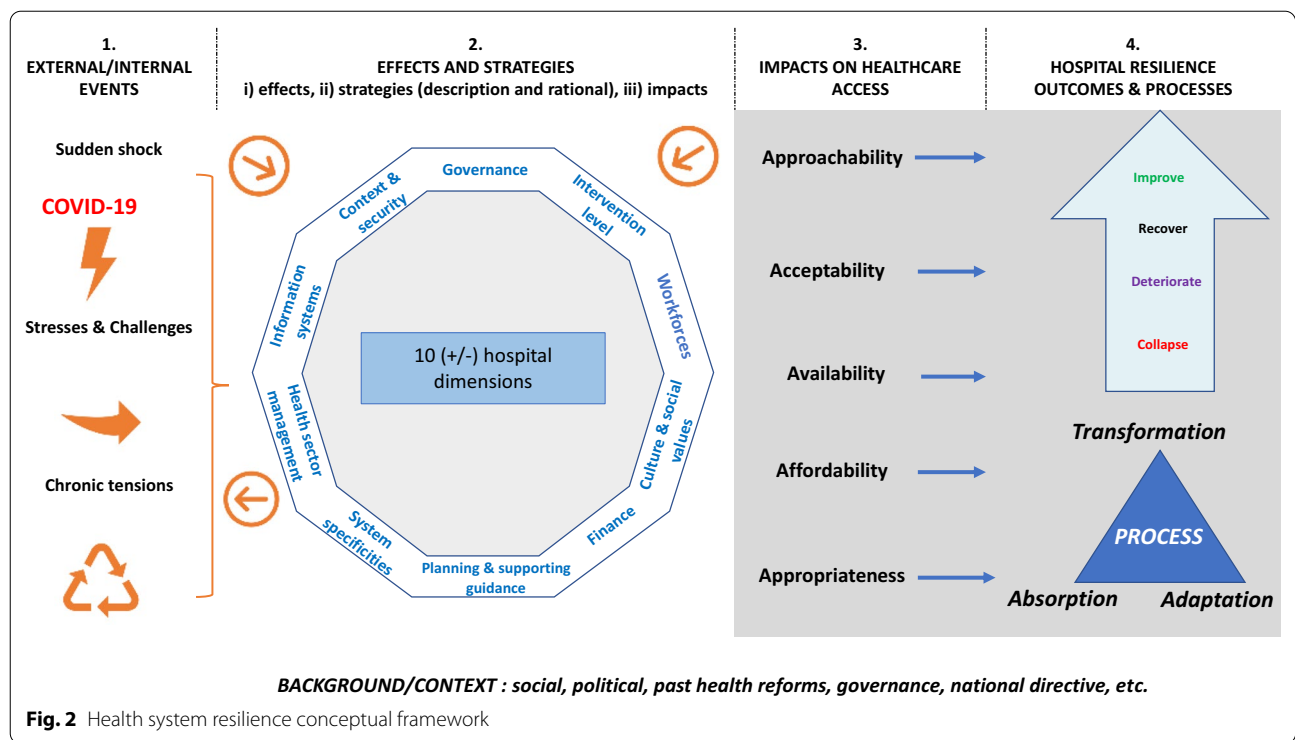 1.
EXTERNAL/INTERNAL
EVENTS
2.
EFFECTS AND STRATEGIES
i) effects, ii) strategies (description and rational), iii) impacts
3.
IMPACTS ON HEALTHCARE
ACCESS
4.
HOSPITAL RESILIENCE
OUTCOMES & PROCESSES
Sudden shock
COVID-19
Stresses & Challenges
Chronic tensions
Governance
Intervention
level
Workforces
Culture & social
values
Finance
Planning & supporting
guidance
System
specificities
Health sector
management
Information
systems
Context &
security
10 (+/-) hospital
dimensions
Approachability
Acceptability
Availability
Affordability
Appropriateness
Improve
Recover
Deteriorate
Collapse
Transformation
PROCESS
Absorption
Adaptation
BACKGROUND/CONTEXT : social, political, past health reforms, governance, national directive, etc.
Fig. 2 Health system resilience conceptual framework